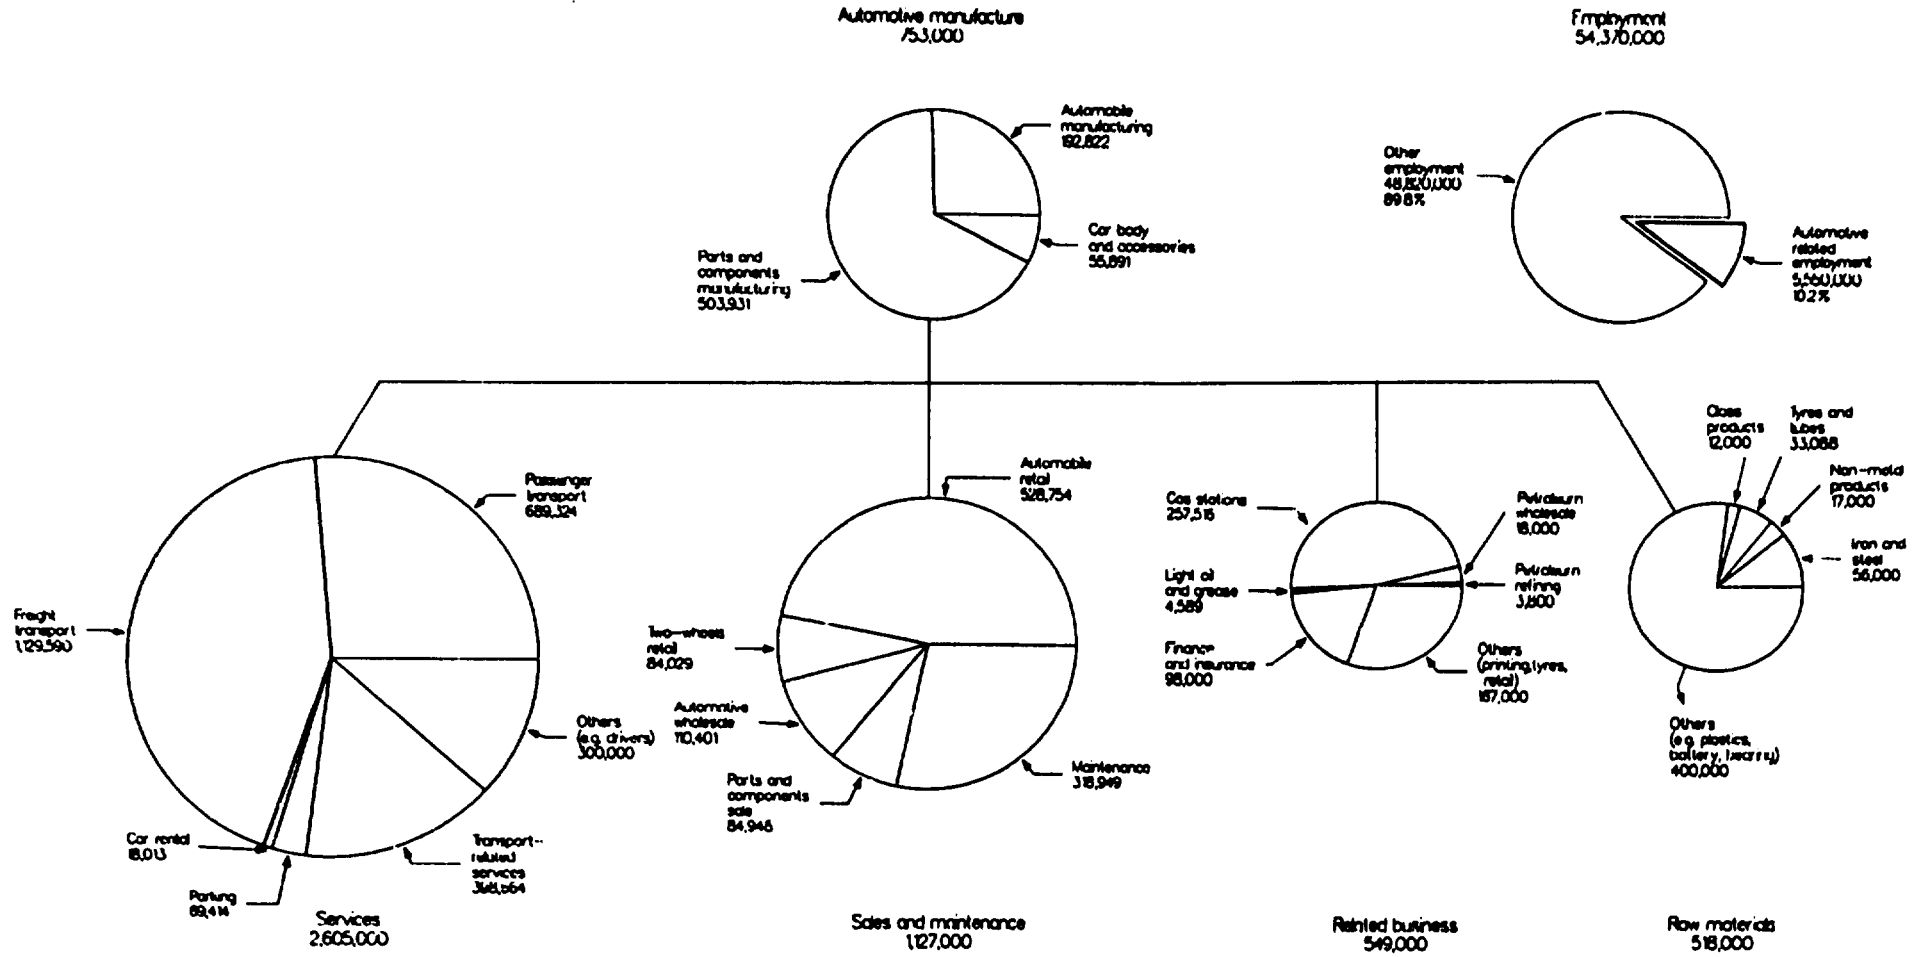 Automotive manufacture
753,000
Employment
54,370,000
Automobile
manufacturing
192,822
Car body
and accessories
55,891
Parts and
components
manufacturing
503,931
Other
employment
48,820,000
89.8%
Automotive
related
employment
5,560,000
10.2%
Passenger
transport
689,324
Freight
transport
1,129,590
Others
(e.g. drivers)
300,000
Car rental
18,013
Parking
Transport-
related
services
Services
2,605,000
Automobile
retail
528,754
Two-wheels
retail
84,029
Automotive
wholesale
110,401
Parts and
components
sale
84,948
Maintenance
318,949
Sales and maintenance
1,127,000
Gas stations
257,515
Light oil
and grease
4,589
Finance
and insurance
98,000
Petroleum
wholesale
18,000
Petroleum
refining
3,800
Others
(printing, tyres,
retail)
167,000
Related business
549,000
Glass
products
12,000
Tyres and
tubes
33,088
products
17,000
Iron and
steel
56,000
Others
(e.g. plastics,
battery, bearing)
400,000
Raw materials
518,000